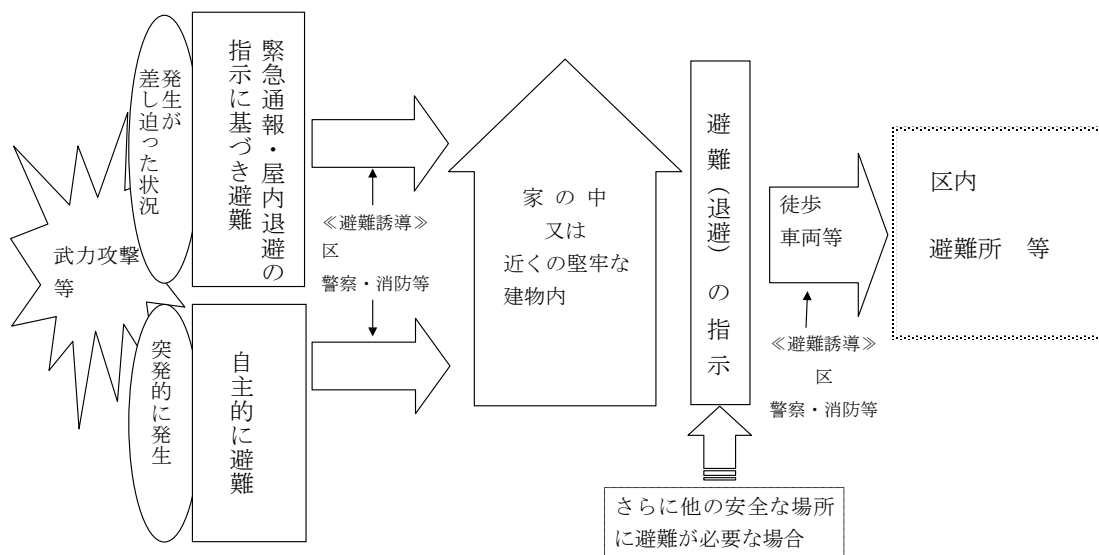 武力攻撃
等
発生が
差し迫った状況
緊急通報・屋内退避の
指示に基づき避難
突発的に発生
自主的に避難
≪避難誘導≫
区
警察・消防等
家の中
又は
近くの堅牢な
建物内
避難（退避）の指示
さらに他の安全な場所
に避難が必要な場合
徒歩
車両等
≪避難誘導≫
区
警察・消防等
区内
避難所　等